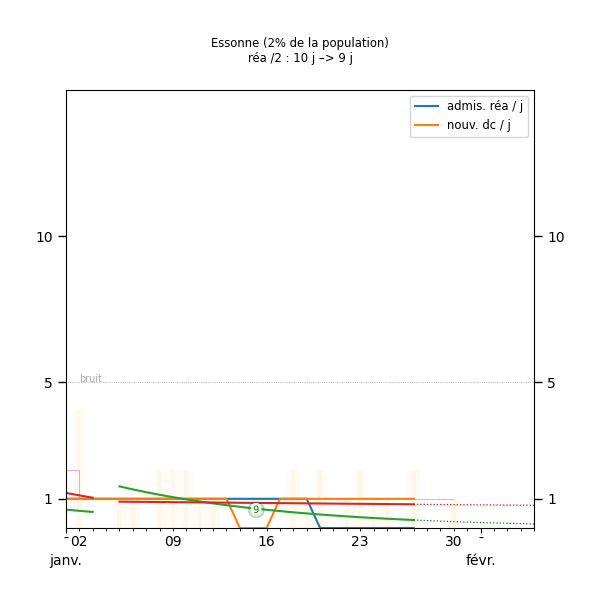 Essonne (2% de la population)
réa /2 : 10 j –> 9 j
admis. réa / j
nouv. dc / j
10
10
bruit
5
5
1
1
9
02
09
16
23
30
janv.
févr.